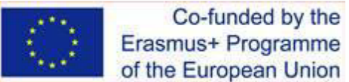 Co-funded by the
Erasmus+ Programme
of the European Union